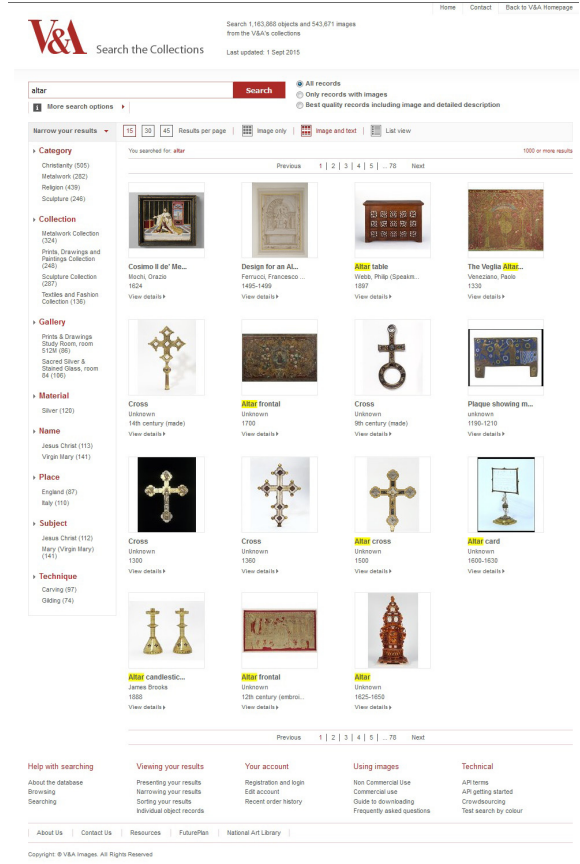 Home Contact Back to V&A Homepage
V&A Search the Collections
Search 1,163,868 objects and 543,671 images
from the V&A's collections
Last updated: 1 Sept 2015
altar
Search
All records
Only records with images
Best quality records including image and detailed description
More search options
Narrow your results
15 30 45 Results per page
Image only
Image and text
List view
Category
Christianity (505)
Metalwork (282)
Religion (439)
Sculpture (246)
Collection
Metalwork Collection
(324)
Prints, Drawings and
Paintings Collection
(248)
Sculpture Collection
(287)
Textiles and Fashion
Collection (136)
Gallery
Prints & Drawings
Study Room, room
512M (86)
Sacred Silver &
Stained Glass, room
84 (106)
Material
Silver (120)
Name
Jesus Christ (113)
Virgin Mary (141)
Place
England (87)
Italy (110)
Subject
Jesus Christ (112)
Mary (Virgin Mary)
(141)
Technique
Carving (97)
Gilding (74)
You searched for: altar
1000 or more results
Previous 1 | 2 | 3 | 4 | 5 | ... 78 Next
Cosimo II de' Me...
Mochi, Orazio
1624
View details
Design for an Al...
Ferrucci, Francesco ...
1495-1499
View details
Altar table
Webb, Philip (Speakm...
1897
View details
The Veglia Altar...
Veneziano, Paolo
1330
View details
Cross
Unknown
14th century (made)
View details
Altar frontal
Unknown
1700
View details
Cross
Unknown
9th century (made)
View details
Plaque showing m...
unknown
1190-1210
View details
Cross
Unknown
1300
View details
Cross
Unknown
1360
View details
Altar cross
Unknown
1500
View details
Altar card
Unknown
1600-1630
View details
Altar candlestic...
James Brooks
1888
View details
Altar frontal
Unknown
12th century (embroi...
View details
Altar
Unknown
1625-1650
View details
Previous 1 | 2 | 3 | 4 | 5 | ... 78 Next
Help with searching
About the database
Browsing
Searching
Viewing your results
Presenting your results
Narrowing your results
Sorting your results
Individual object records
Your account
Registration and login
Edit account
Recent order history
Using images
Non Commercial Use
Commercial use
Guide to downloading
Frequently asked questions
Technical
API terms
API getting started
Crowdsourcing
Test search by colour
About Us | Contact Us | Resources | FuturePlan | National Art Library
Copyright: © V&A Images. All Rights Reserved